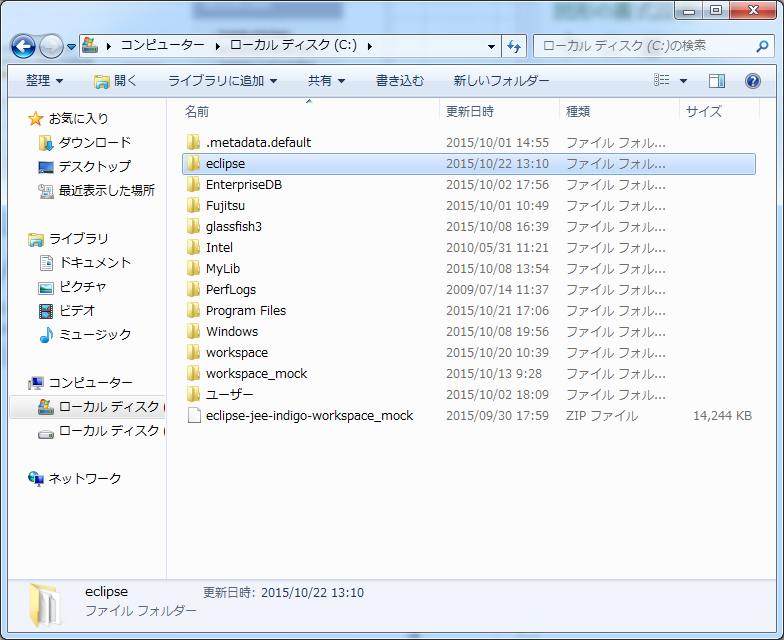 コンピューター ローカル ディスク (C:) ローカル ディスク (C:)の検索
整理 開く ライブラリに追加 共有 書き込む 新しいフォルダー
お気に入り
ダウンロード
デスクトップ
最近表示した場所
ライブラリ
ドキュメント
ピクチャ
ビデオ
ミュージック
コンピューター
ローカル ディスク (
ローカル ディスク (
ネットワーク
名前 更新日時 種類 サイズ
.metadata.default 2015/10/01 14:55 ファイル フォル...
eclipse 2015/10/22 13:10 ファイル フォル...
EnterpriseDB 2015/10/02 17:56 ファイル フォル...
Fujitsu 2015/10/01 10:49 ファイル フォル...
glassfish3 2015/10/08 16:39 ファイル フォル...
Intel 2010/05/31 11:21 ファイル フォル...
MyLib 2015/10/08 13:54 ファイル フォル...
PerfLogs 2009/07/14 11:37 ファイル フォル...
Program Files 2015/10/21 17:06 ファイル フォル...
Windows 2015/10/08 19:56 ファイル フォル...
workspace 2015/10/20 10:39 ファイル フォル...
workspace_mock 2015/10/13 9:28 ファイル フォル...
ユーザー 2015/10/02 18:09 ファイル フォル...
eclipse-jee-indigo-workspace_mock 2015/09/30 17:59 ZIP ファイル 14,244 KB
eclipse 更新日時: 2015/10/22 13:10
ファイル フォルダー